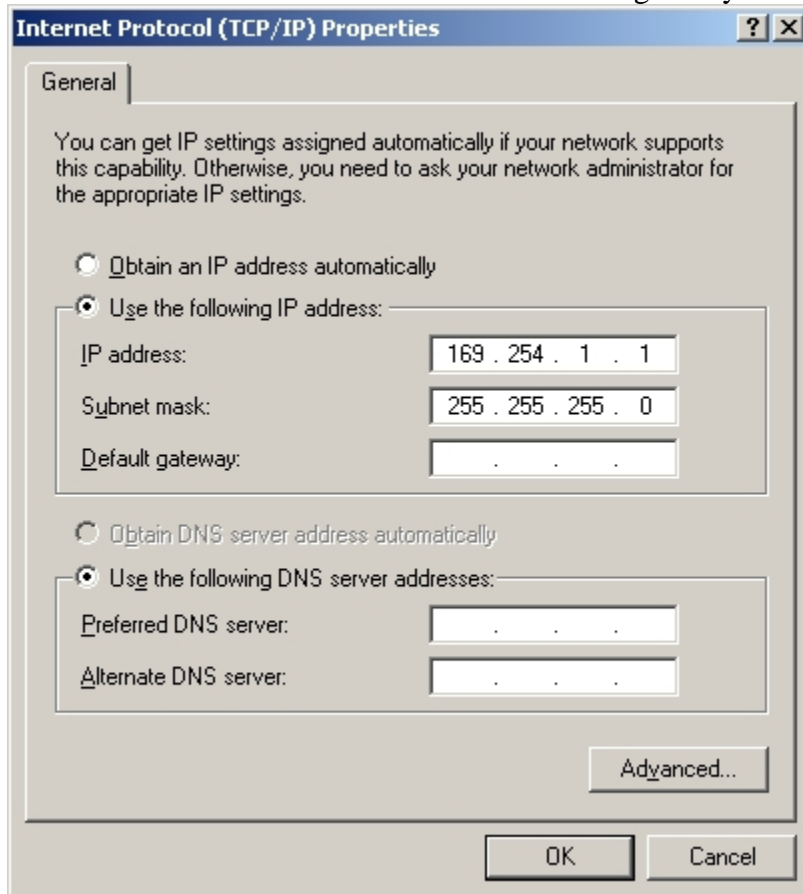 Internet Protocol (TCP/IP) Properties
General
You can get IP settings assigned automatically if your network supports
this capability. Otherwise, you need to ask your network administrator for
the appropriate IP settings.
Obtain an IP address automatically
Use the following IP address:
IP address: 169 . 254 . 1 . 1
Subnet mask: 255 . 255 . 255 . 0
Default gateway: . . .
Obtain DNS server address automatically
Use the following DNS server addresses:
Preferred DNS server: . . .
Alternate DNS server: . . .
Advanced...
OK Cancel